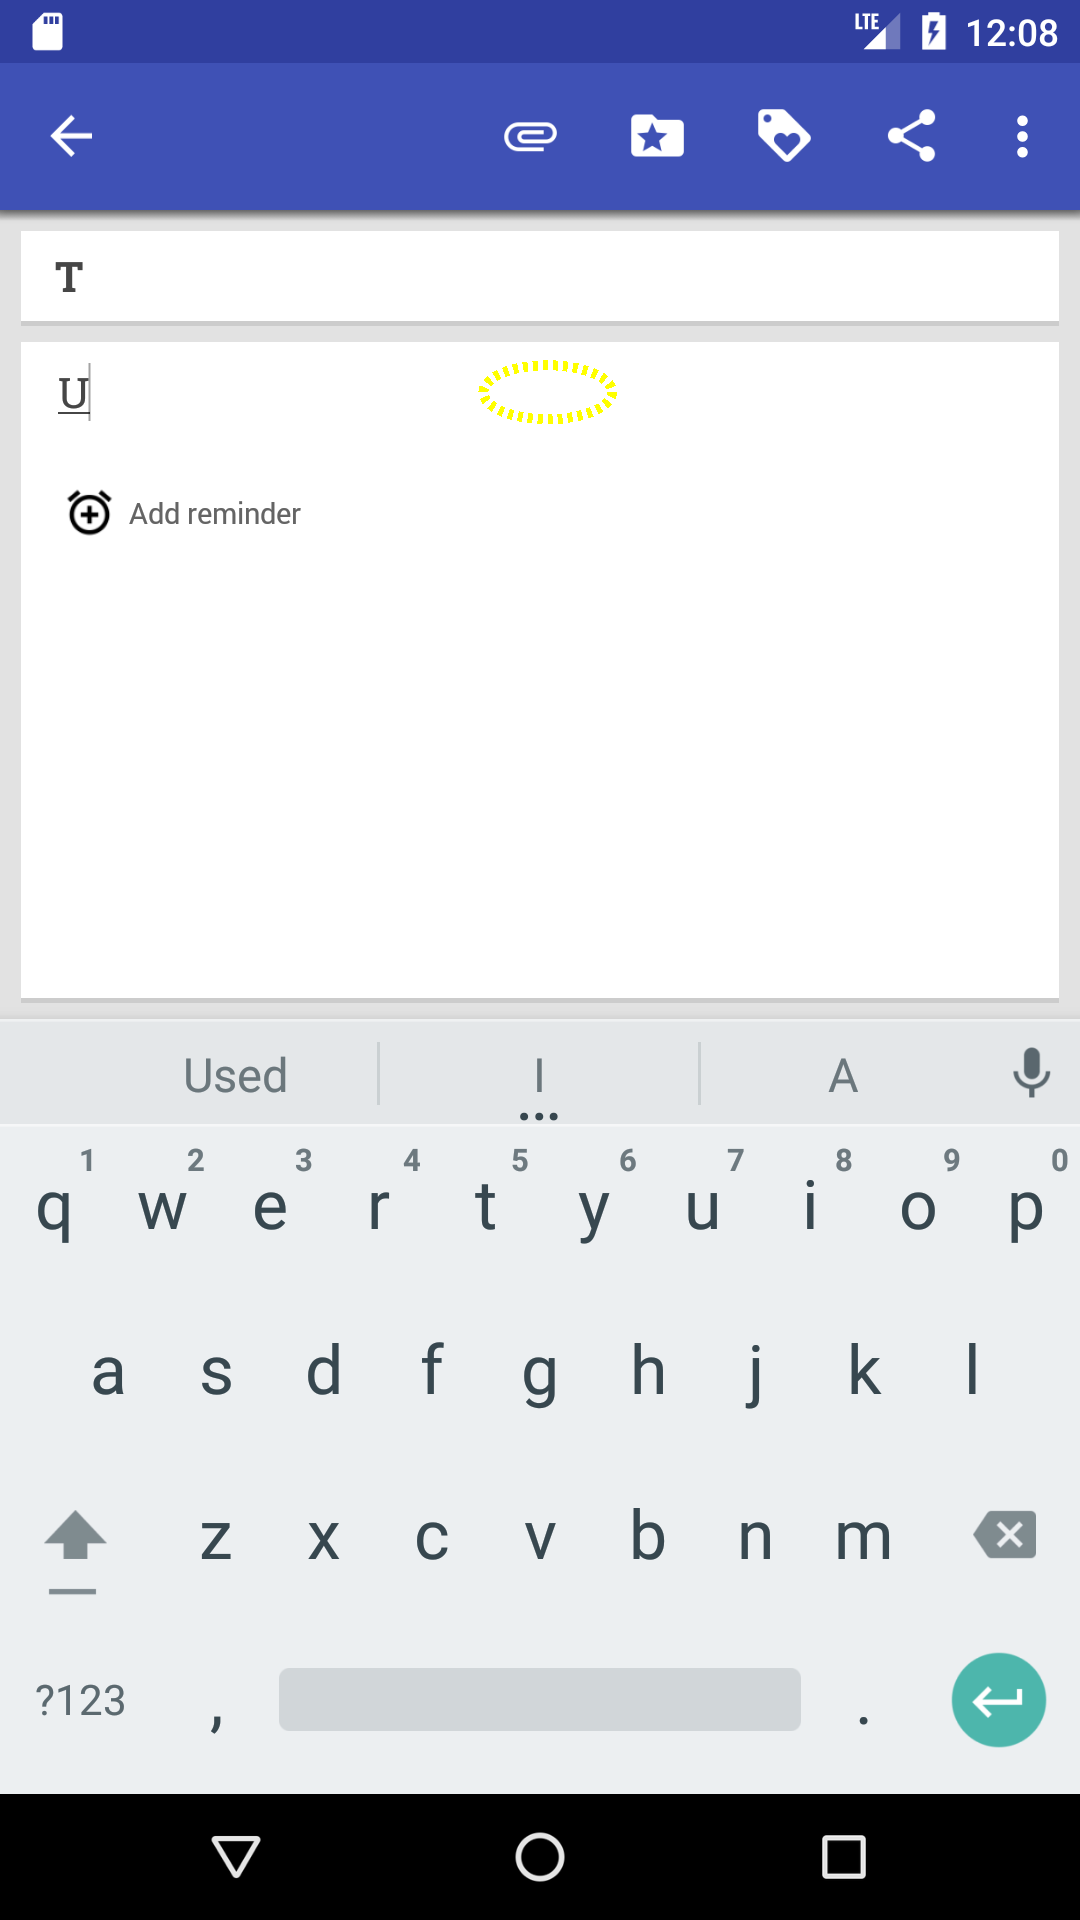 LTE 12:08
T
U
Add reminder
Used I A
1 2 3 4 5 6 7 8 9 0
q w e r t y u i o p
a s d f g h j k l
z x c v b n m
?123 , .